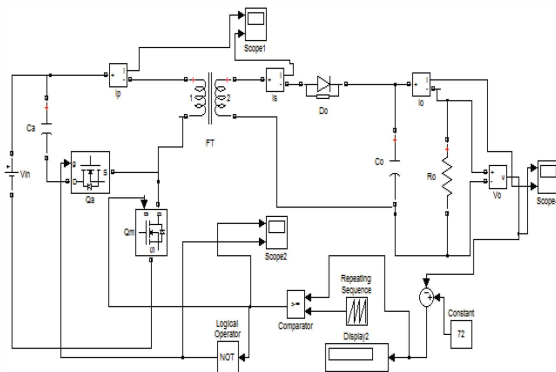 Scope1
Ip
1
2
Is
FT
Do
Io
Ca
Vin
g
D
S
Qa
Co
Ro
Vo
v
Scope
Qm
Scope2
Repeating
Sequence
Constant
72
Comparator
Logical
Operator
NOT
Display2